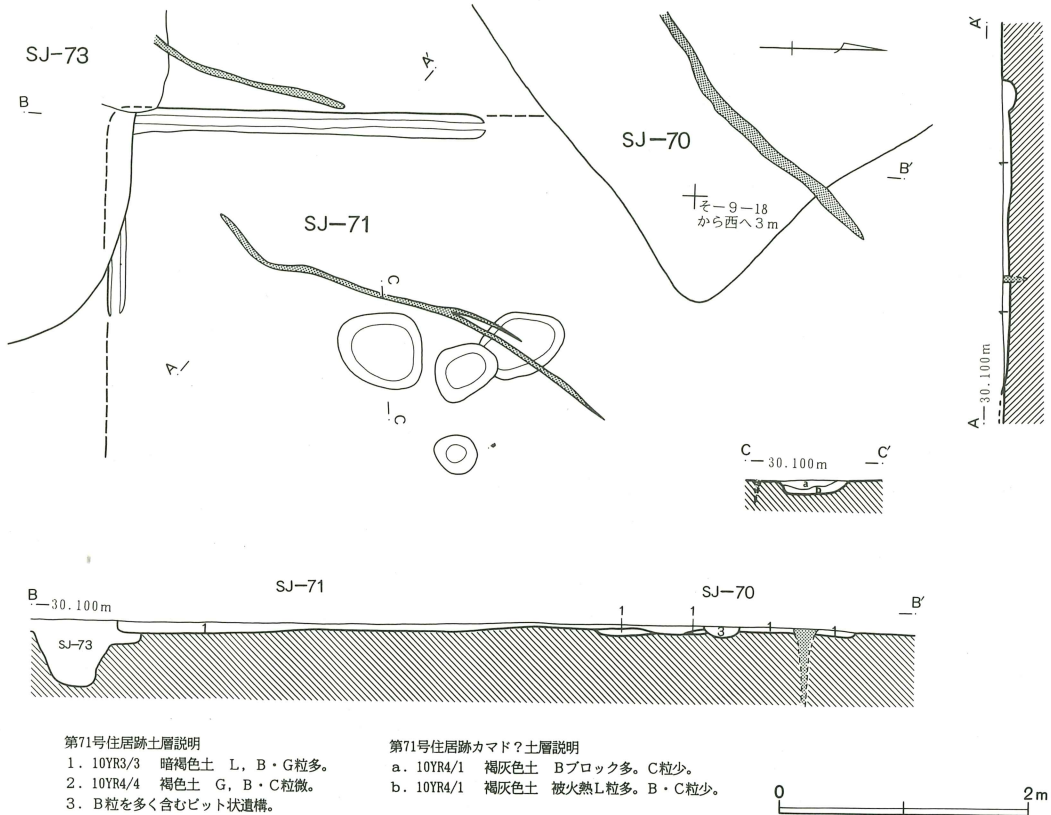 SJ-73
B
A′
SJ-70
B′
そ-9-18
から西へ3m
SJ-71
C
A
C
A′
1
1
A
30.100m
C 30.100m C′
a
b
SJ-71
SJ-70
B 30.100m
B′
SJ-73
1
1
1
3
1
1
第71号住居跡土層説明
1. 10YR3/3 暗褐色土 L, B・G粒多。
2. 10YR4/4 褐色土 G, B・C粒微。
3. B粒を多く含むピット状遺構。
第71号住居跡カマド?土層説明
a. 10YR4/1 褐灰色土 Bブロック多。C粒少。
b. 10YR4/1 褐灰色土 被火熱L粒多。B・C粒少。
0 2m